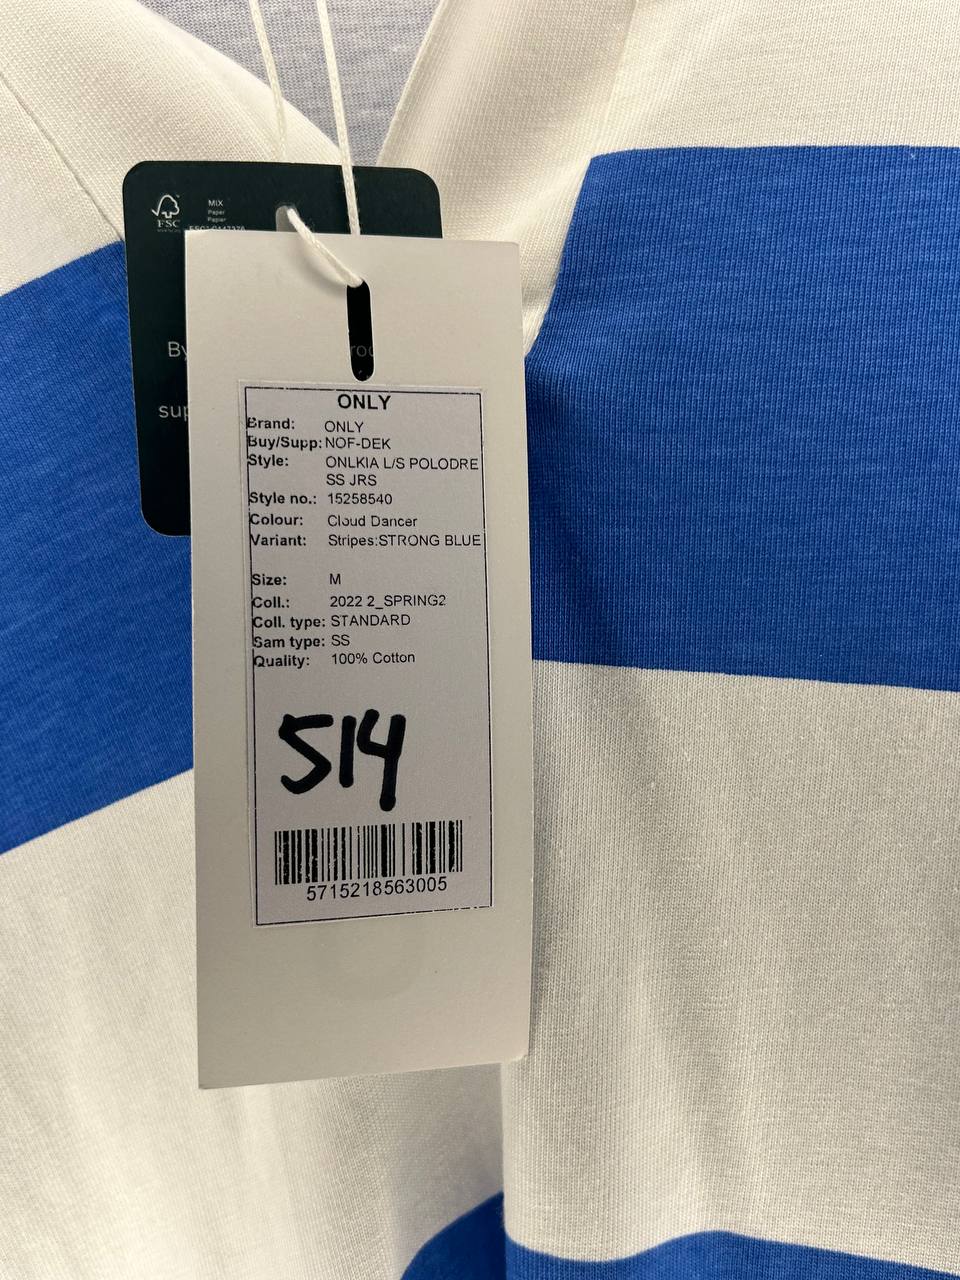 FSC
MIX
Paper
Papier
By
roc
sup
ONLY
Brand: ONLY
Buy/Supp: NOF-DEK
Style: ONLKIA L/S POLODRE
SS JRS
Style no.: 15258540
Colour: Cloud Dancer
Variant: Stripes:STRONG BLUE
Size: M
Coll.: 2022 2_SPRING2
Coll. type: STANDARD
Sam type: SS
Quality: 100% Cotton
514
5715218563005